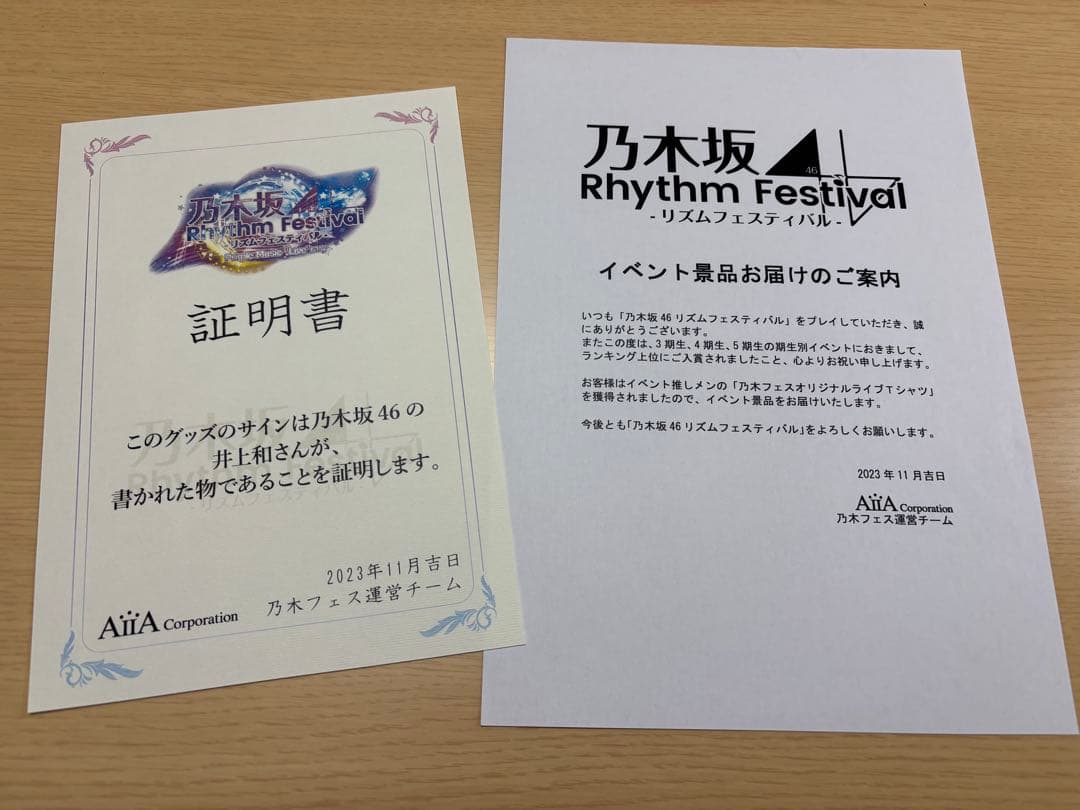 乃木坂46
Rhythm Festival
- リズムフェスティバル -
証明書
このグッズのサインは乃木坂46の
井上和さんが、
書かれた物であることを証明します。
2023年11月吉日
AiiA Corporation
乃木フェス運営チーム
乃木坂46
Rhythm Festival
- リズムフェスティバル -
イベント景品お届けのご案内
いつも「乃木坂46リズムフェスティバル」をプレイしていただき、誠
にありがとうございます。
またこの度は、3期生、4期生、5期生の期生別イベントにおきまして、
ランキング上位にご入賞されましたこと、心よりお祝い申し上げます。
お客様はイベント推しメンの「乃木フェスオリジナルライブTシャツ」
を獲得されましたので、イベント景品をお届けいたします。
今後とも「乃木坂46リズムフェスティバル」をよろしくお願いします。
2023年11月吉日
AiiA Corporation
乃木フェス運営チーム